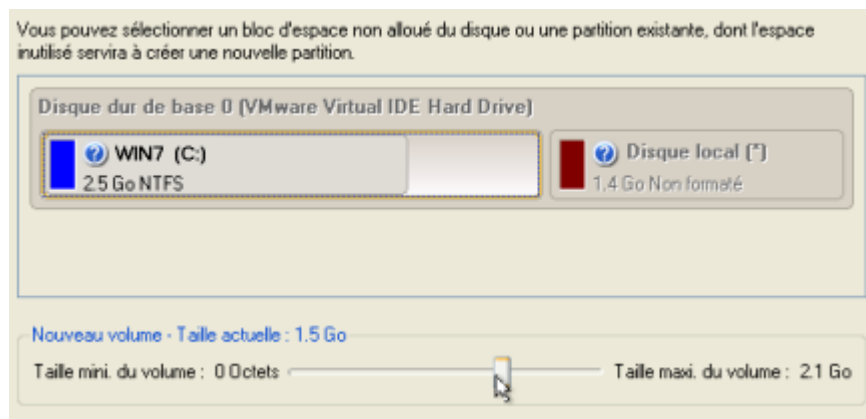 Vous pouvez sélectionner un bloc d'espace non alloué du disque ou une partition existante, dont l'espace
inutilisé servira à créer une nouvelle partition.
Disque dur de base 0 (VMware Virtual IDE Hard Drive)
WIN7 (C:)
2.5 Go NTFS
Disque local (*)
1,4 Go Non formaté
Nouveau volume - Taille actuelle : 1.5 Go
Taille mini. du volume : 0 Octets
Taille maxi. du volume : 2.1 Go